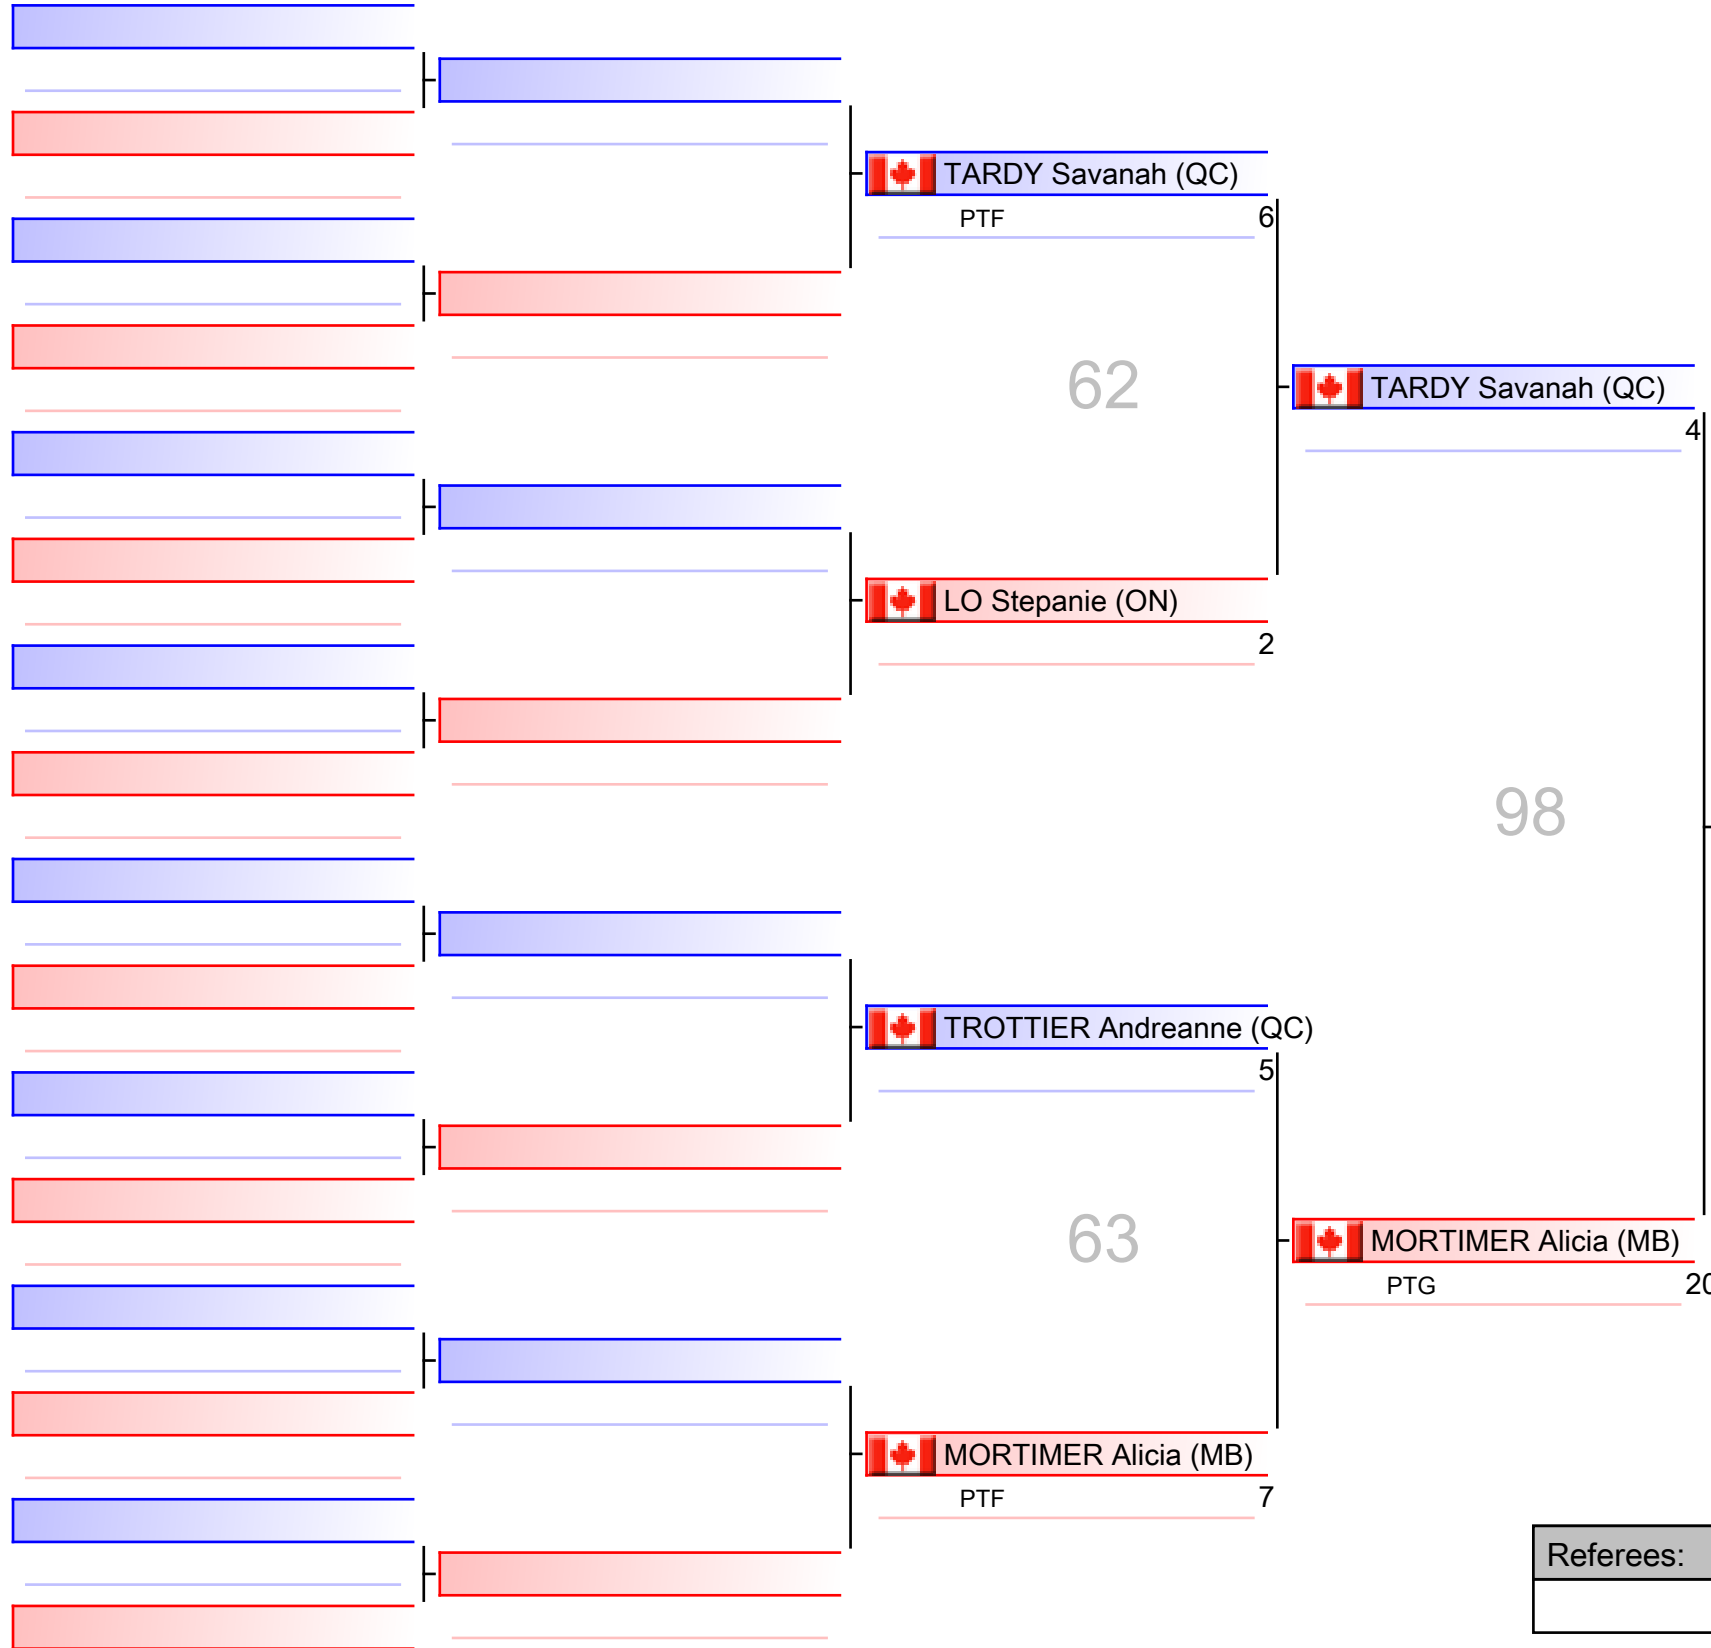 TARDY Savanah (QC)
PTF 6
62
TARDY Savanah (QC)
4
LO Stepanie (ON)
2
98
TROTTIER Andreanne (QC)
5
63
MORTIMER Alicia (MB)
PTG 20
MORTIMER Alicia (MB)
PTF 7
Referees: